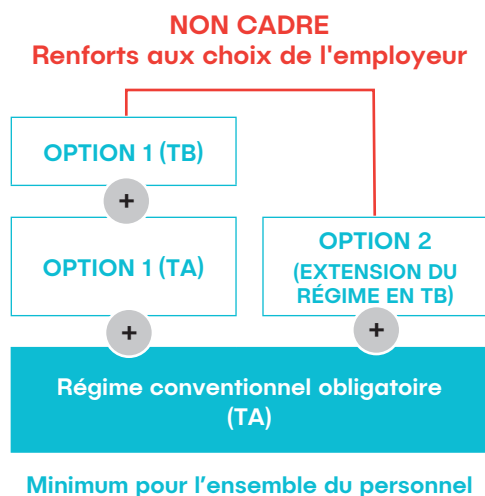 NON CADRE
Renforts aux choix de l'employeur
OPTION 1 (TB)
+
OPTION 1 (TA)
OPTION 2
(EXTENSION DU
RÉGIME EN TB)
+
+
Régime conventionnel obligatoire
(TA)
Minimum pour l’ensemble du personnel